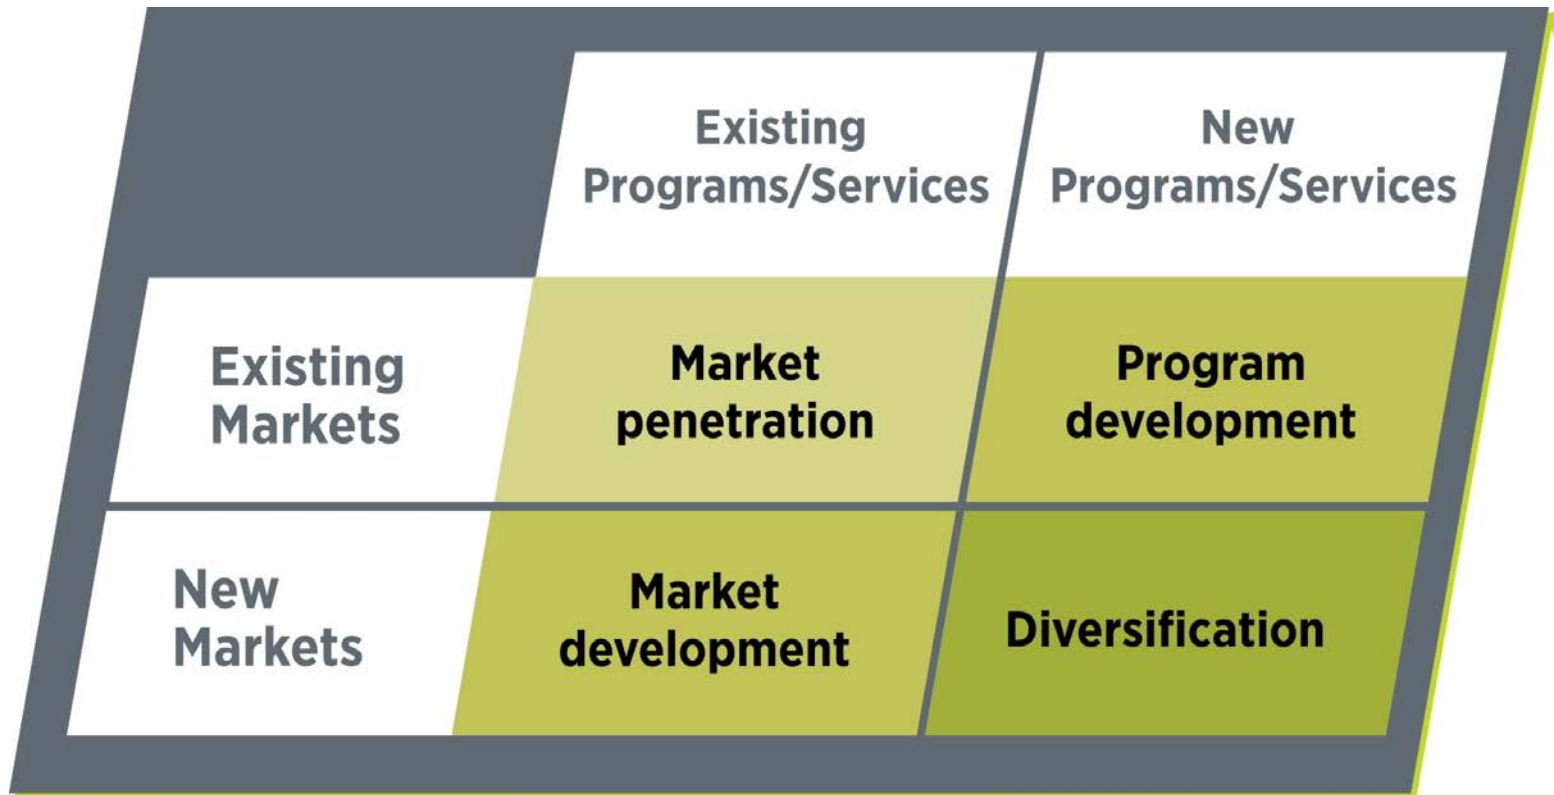 Existing
Programs/Services
New
Programs/Services
Existing
Markets
Market
penetration
Program
development
New
Markets
Market
development
Diversification